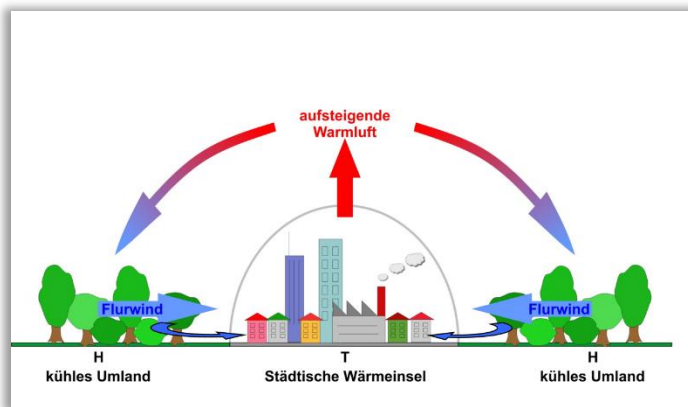 aufsteigende
Warmluft
Flurwind
Flurwind
H
T
H
kühles Umland
Städtische Wärmeinsel
kühles Umland